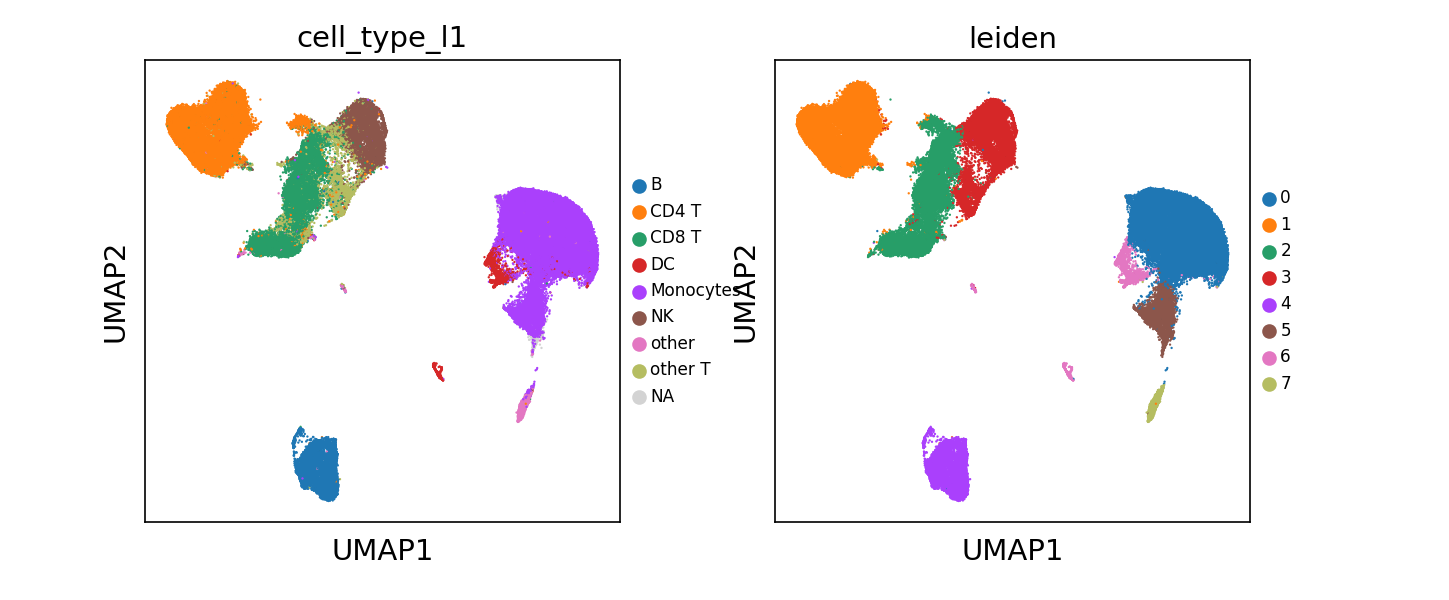 cell_type_l1
UMAP2
UMAP1
B
CD4 T
CD8 T
DC
Monocytes
NK
other
other T
NA
leiden
UMAP2
UMAP1
0
1
2
3
4
5
6
7